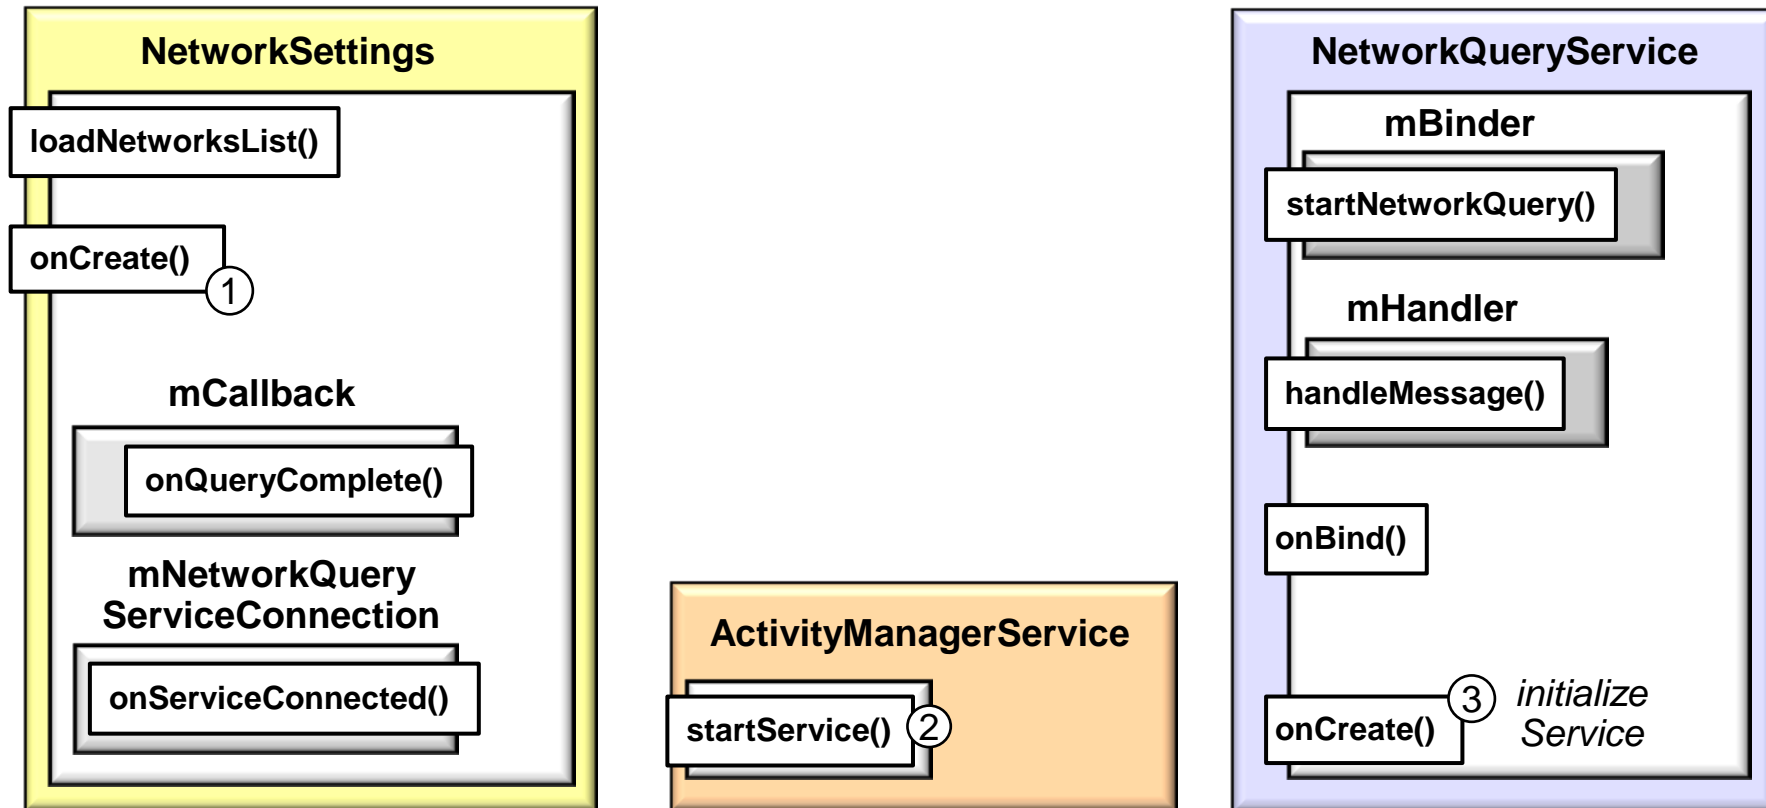 NetworkSettings
loadNetworksList()
onCreate()
1
mCallback
onQueryComplete()
mNetworkQuery
ServiceConnection
onServiceConnected()
ActivityManagerService
startService()
2
NetworkQueryService
mBinder
startNetworkQuery()
mHandler
handleMessage()
onBind()
onCreate()
3
initialize
Service